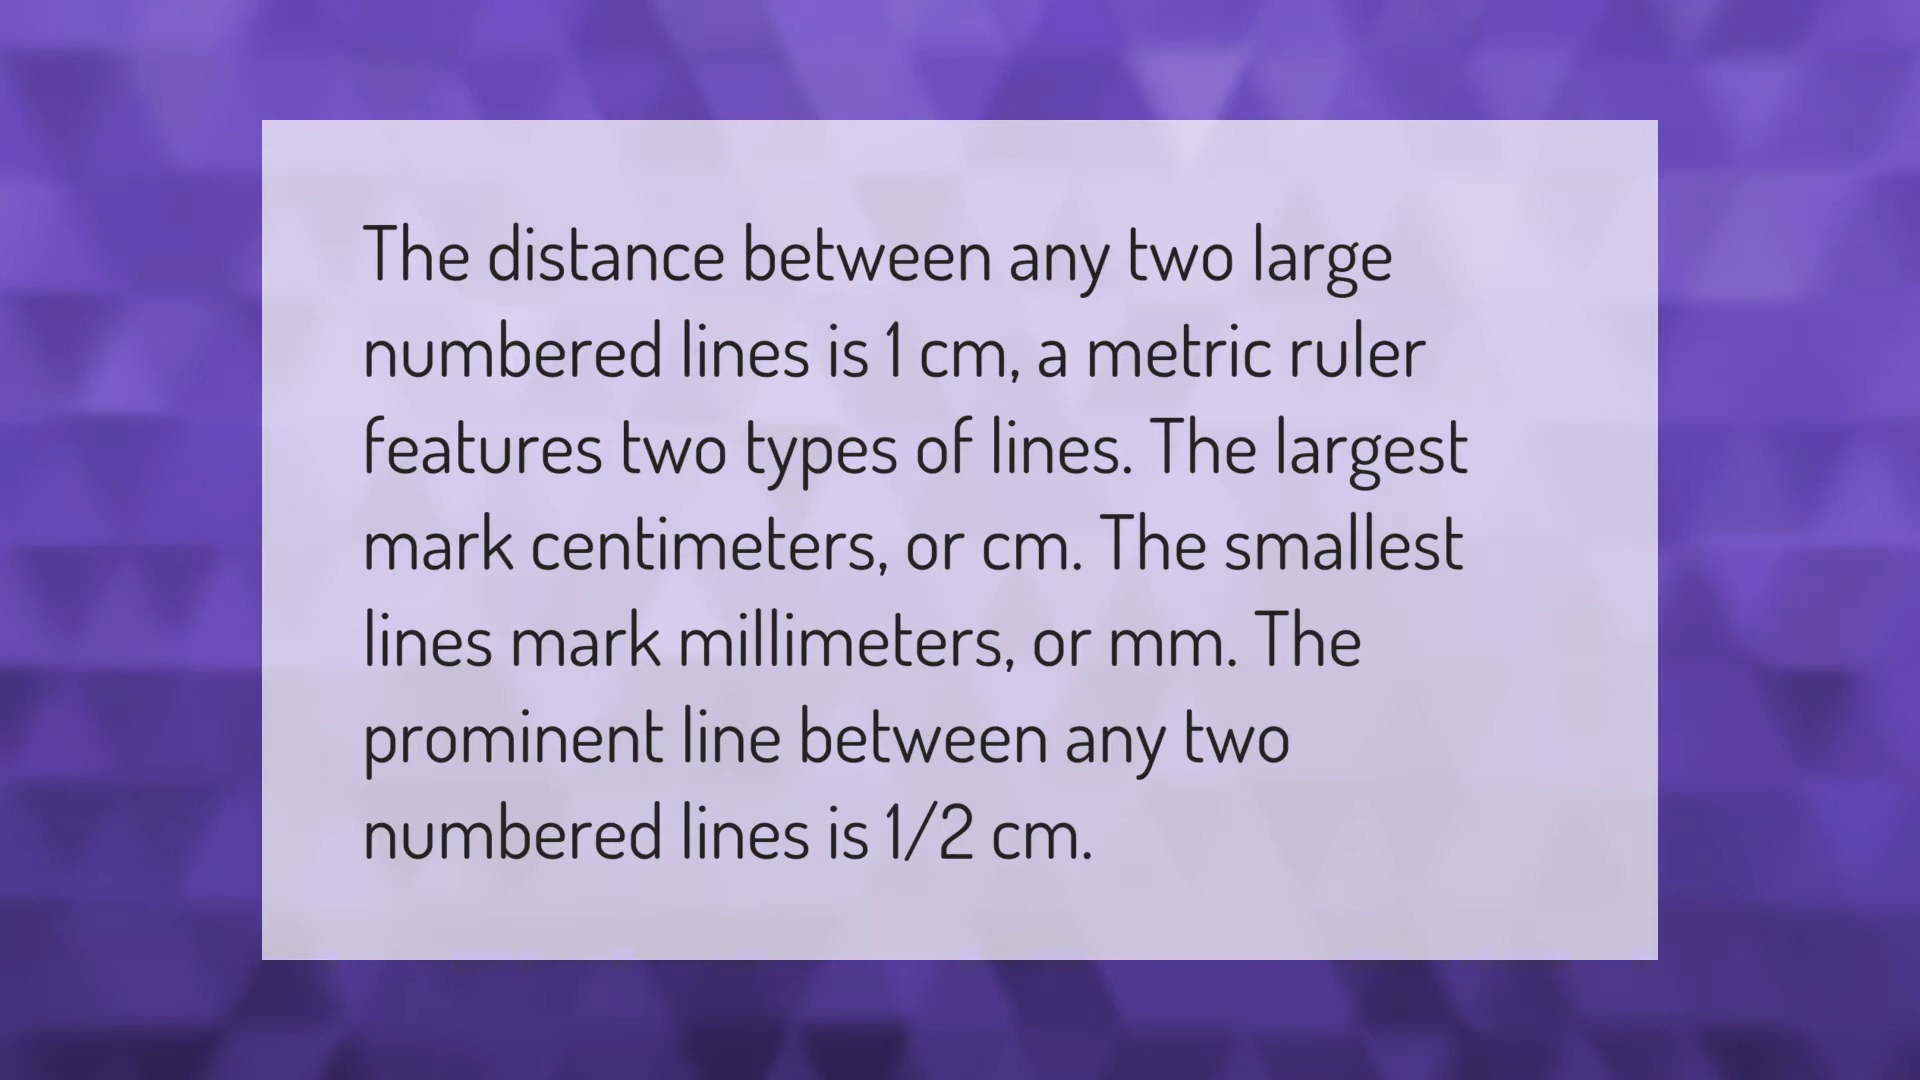 The distance between any two large
numbered lines is 1 cm, a metric ruler
features two types of lines. The largest
mark centimeters, or cm. The smallest
lines mark millimeters, or mm. The
prominent line between any two
numbered lines is 1/2 cm.